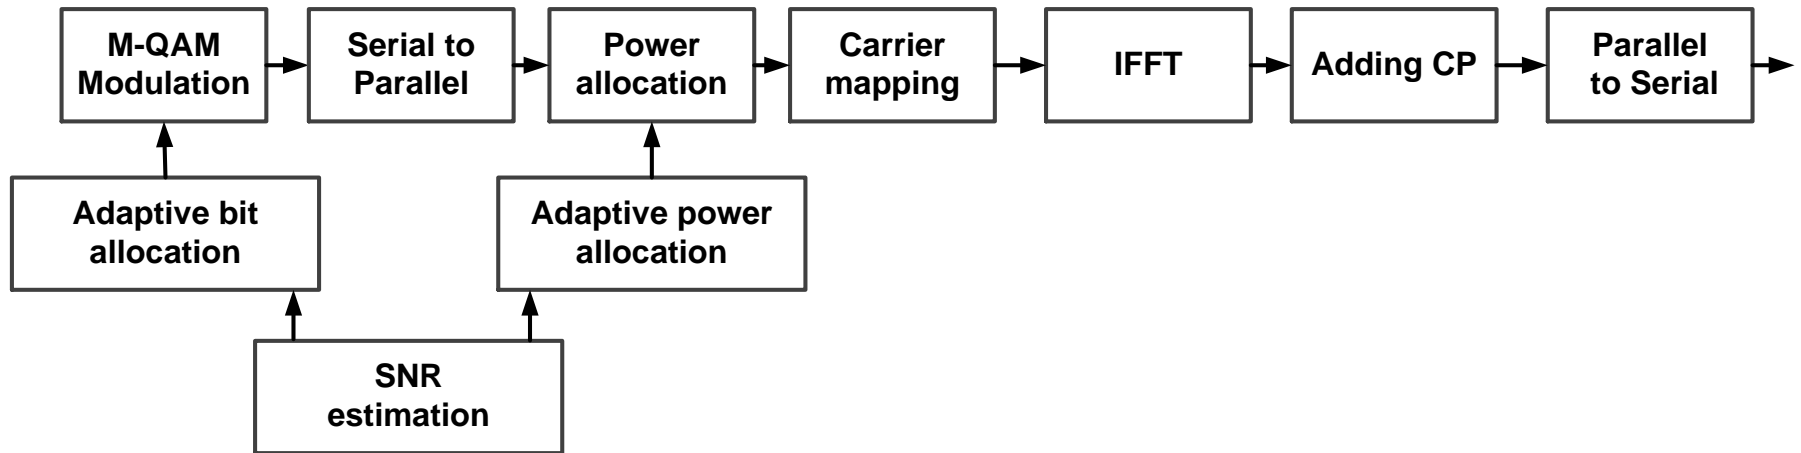 M-QAM
Modulation
Serial to
Parallel
Power
allocation
Carrier
mapping
IFFT
Adding CP
Parallel
to Serial
Adaptive bit
allocation
Adaptive power
allocation
SNR
estimation